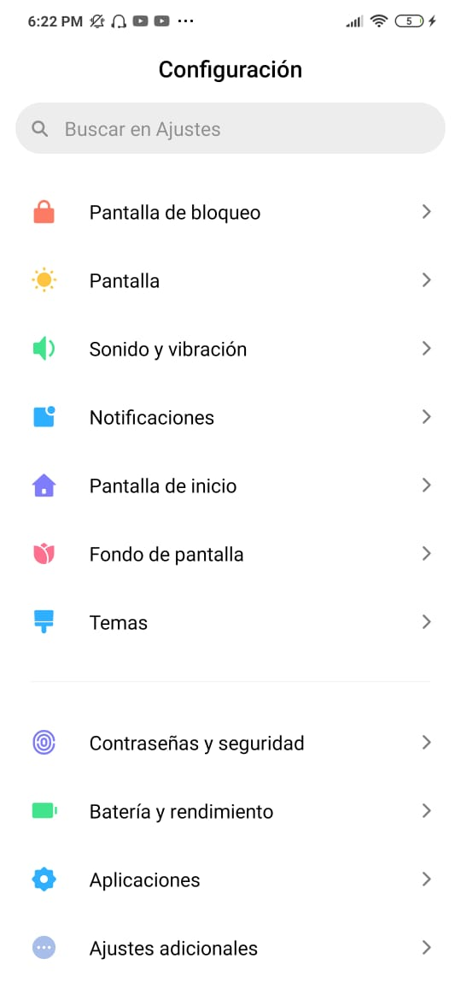 6:22 PM 5
Configuración
Buscar en Ajustes
Pantalla de bloqueo
Pantalla
Sonido y vibración
Notificaciones
Pantalla de inicio
Fondo de pantalla
Temas
Contraseñas y seguridad
Batería y rendimiento
Aplicaciones
Ajustes adicionales